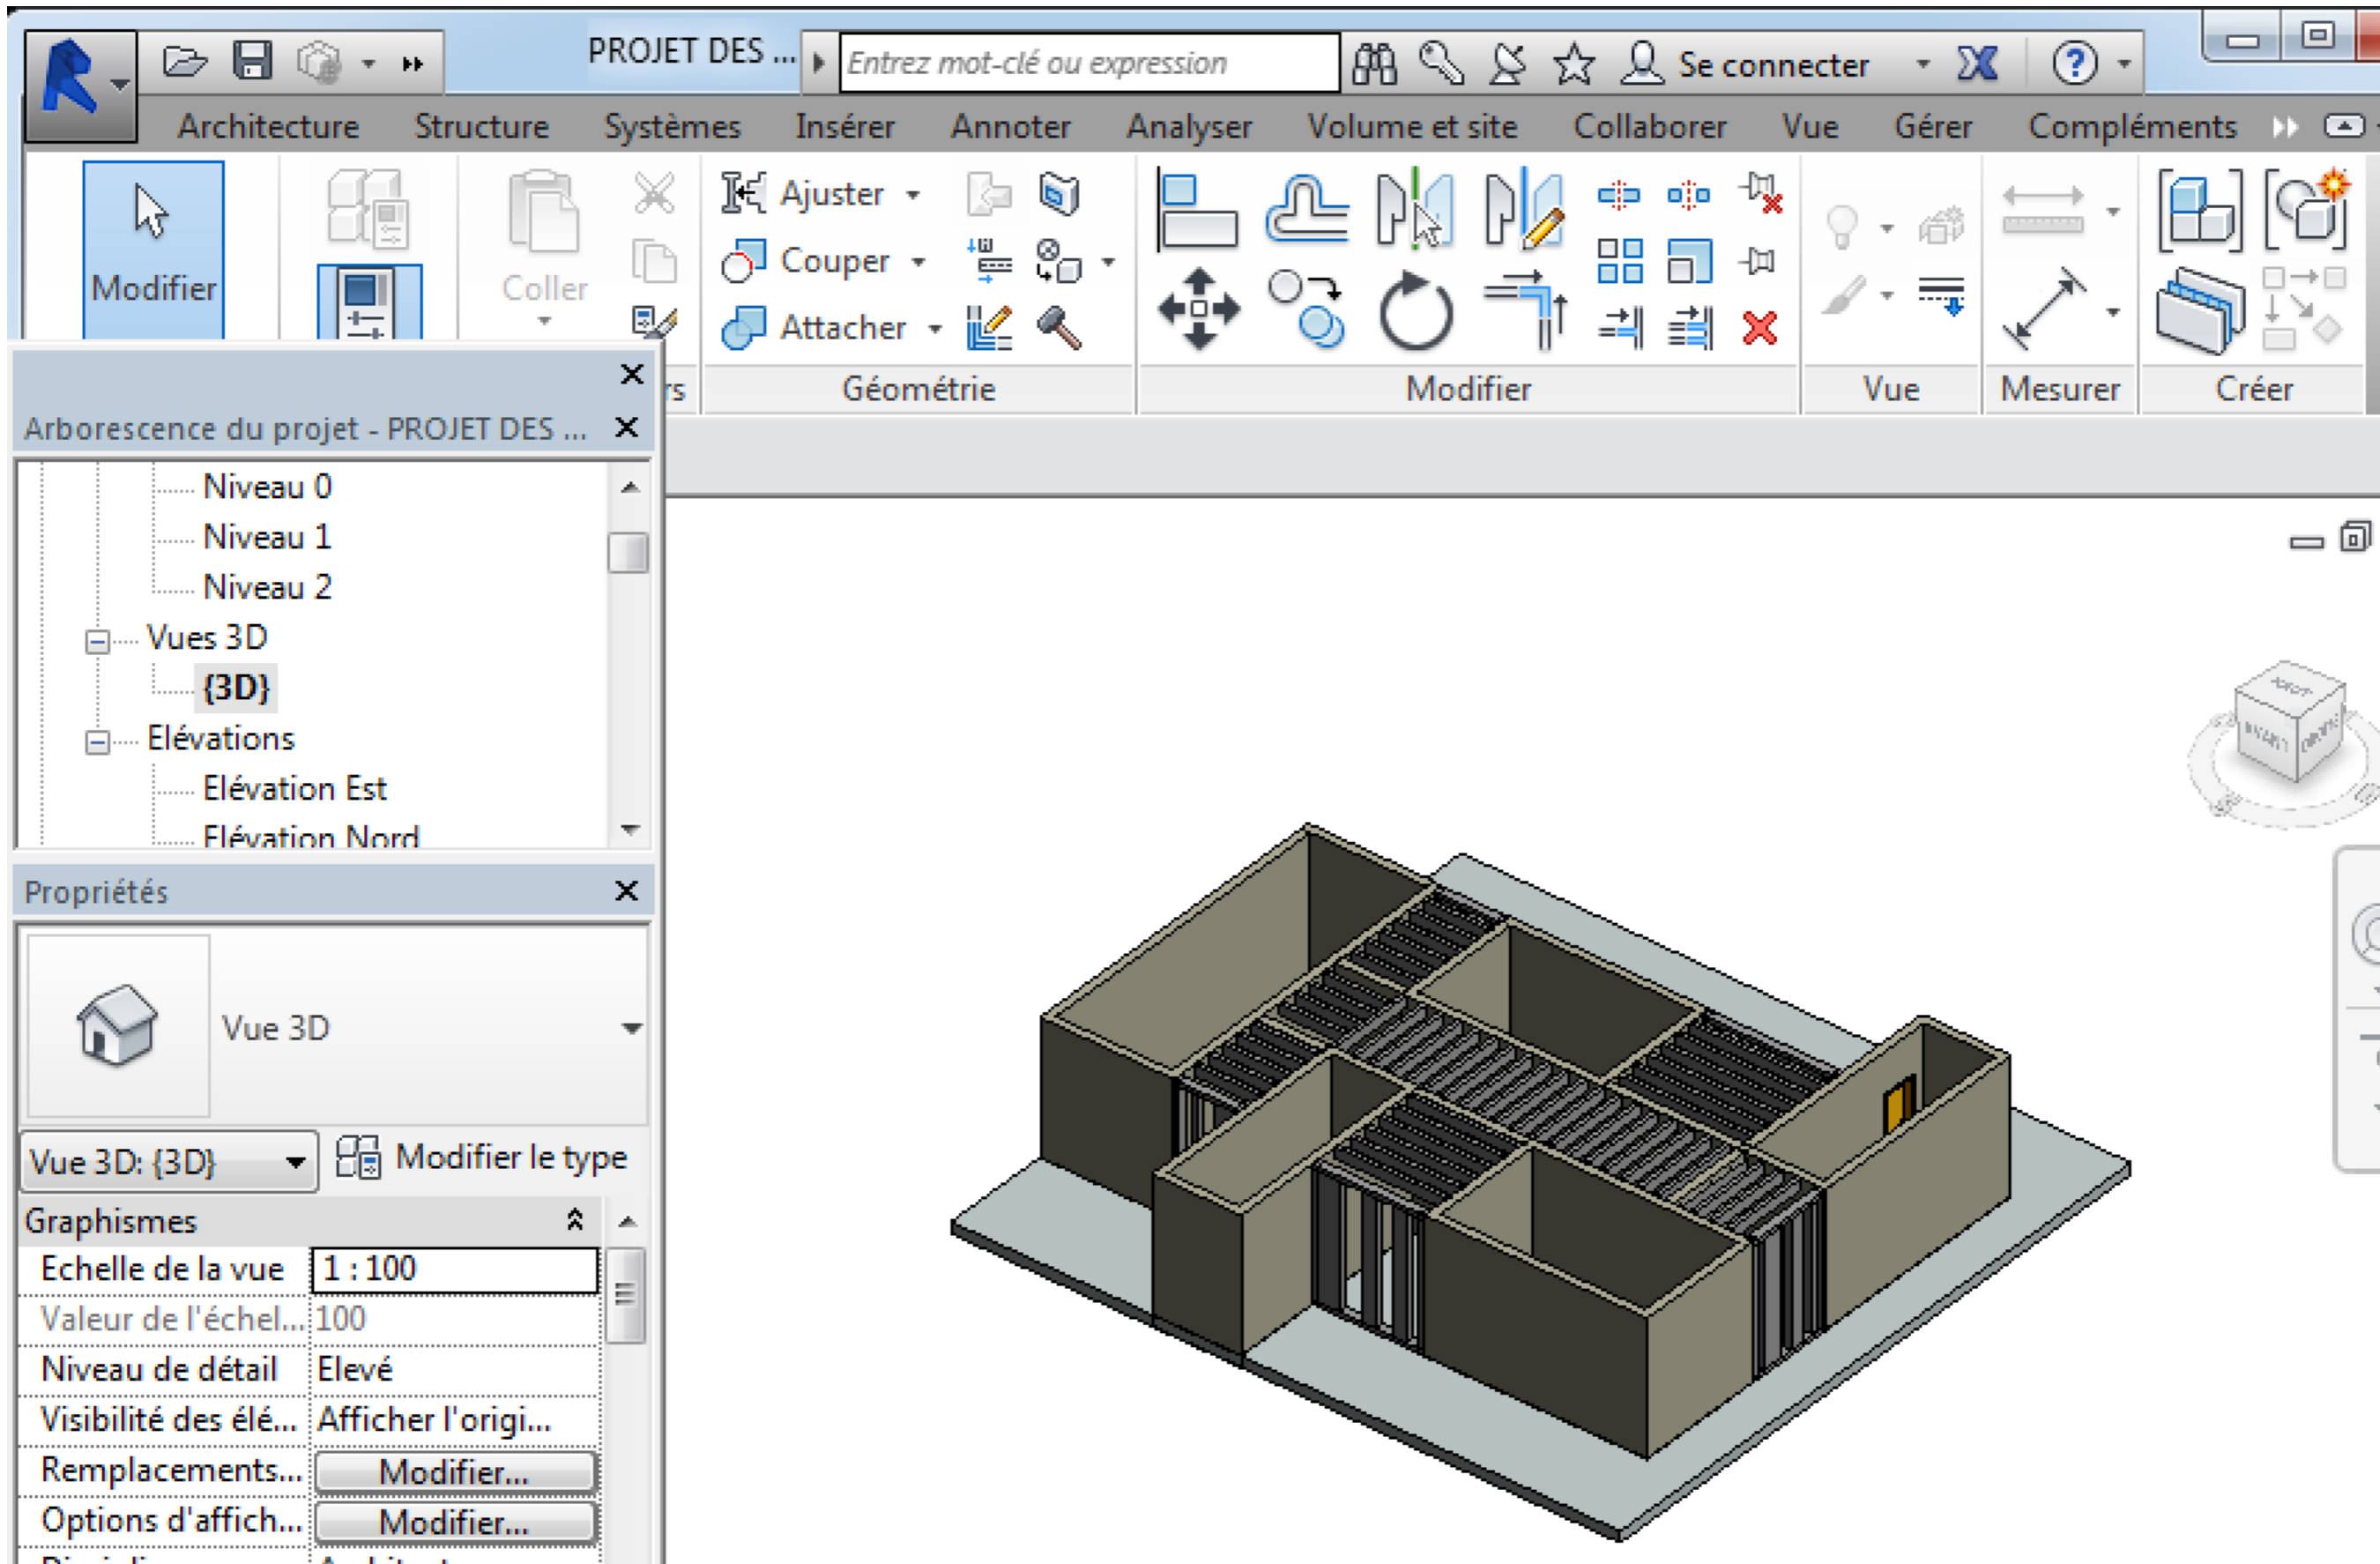 PROJET DES ...
Entrez mot-clé ou expression
Se connecter
Architecture Structure Systèmes Insérer Annoter Analyser Volume et site Collaborer Vue Gérer Compléments
Modifier
Coller
Ajuster
Couper
Attacher
rs
Géométrie
Modifier
Vue
Mesurer
Créer
Arborescence du projet - PROJET DES ...
Niveau 0
Niveau 1
Niveau 2
Vues 3D
{3D}
Elévations
Elévation Est
Elévation Nord
Propriétés
Vue 3D
Vue 3D: {3D}
Modifier le type
Graphismes
Echelle de la vue 1 : 100
Valeur de l'échel... 100
Niveau de détail Elevé
Visibilité des élé... Afficher l'origi...
Remplacements... Modifier...
Options d'affich... Modifier...
AVANT